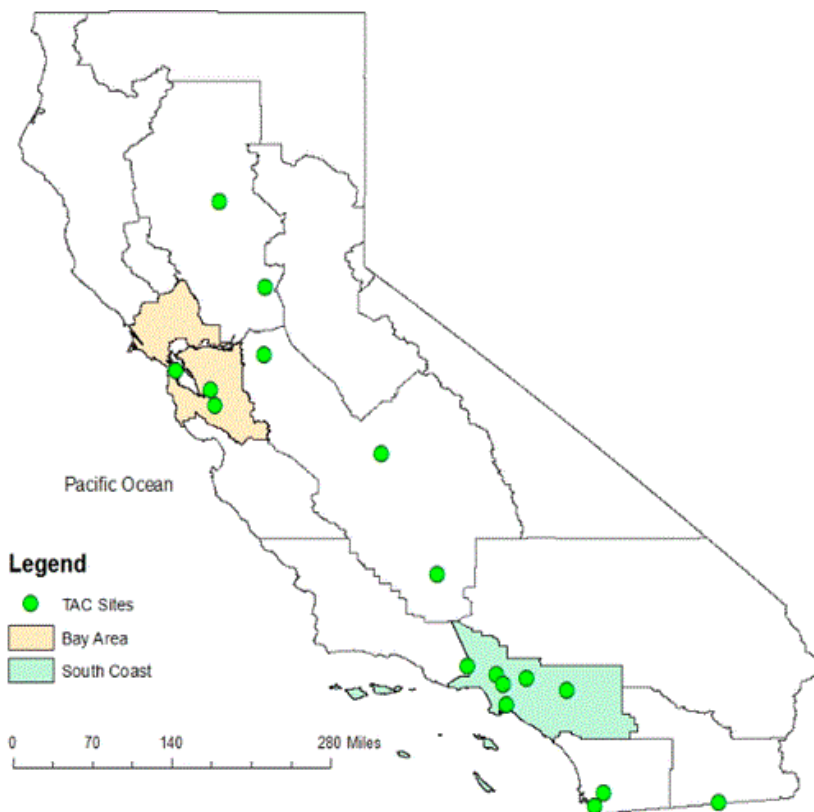 Pacific Ocean
Legend
TAC Sites
Bay Area
South Coast
0 70 140 280 Miles